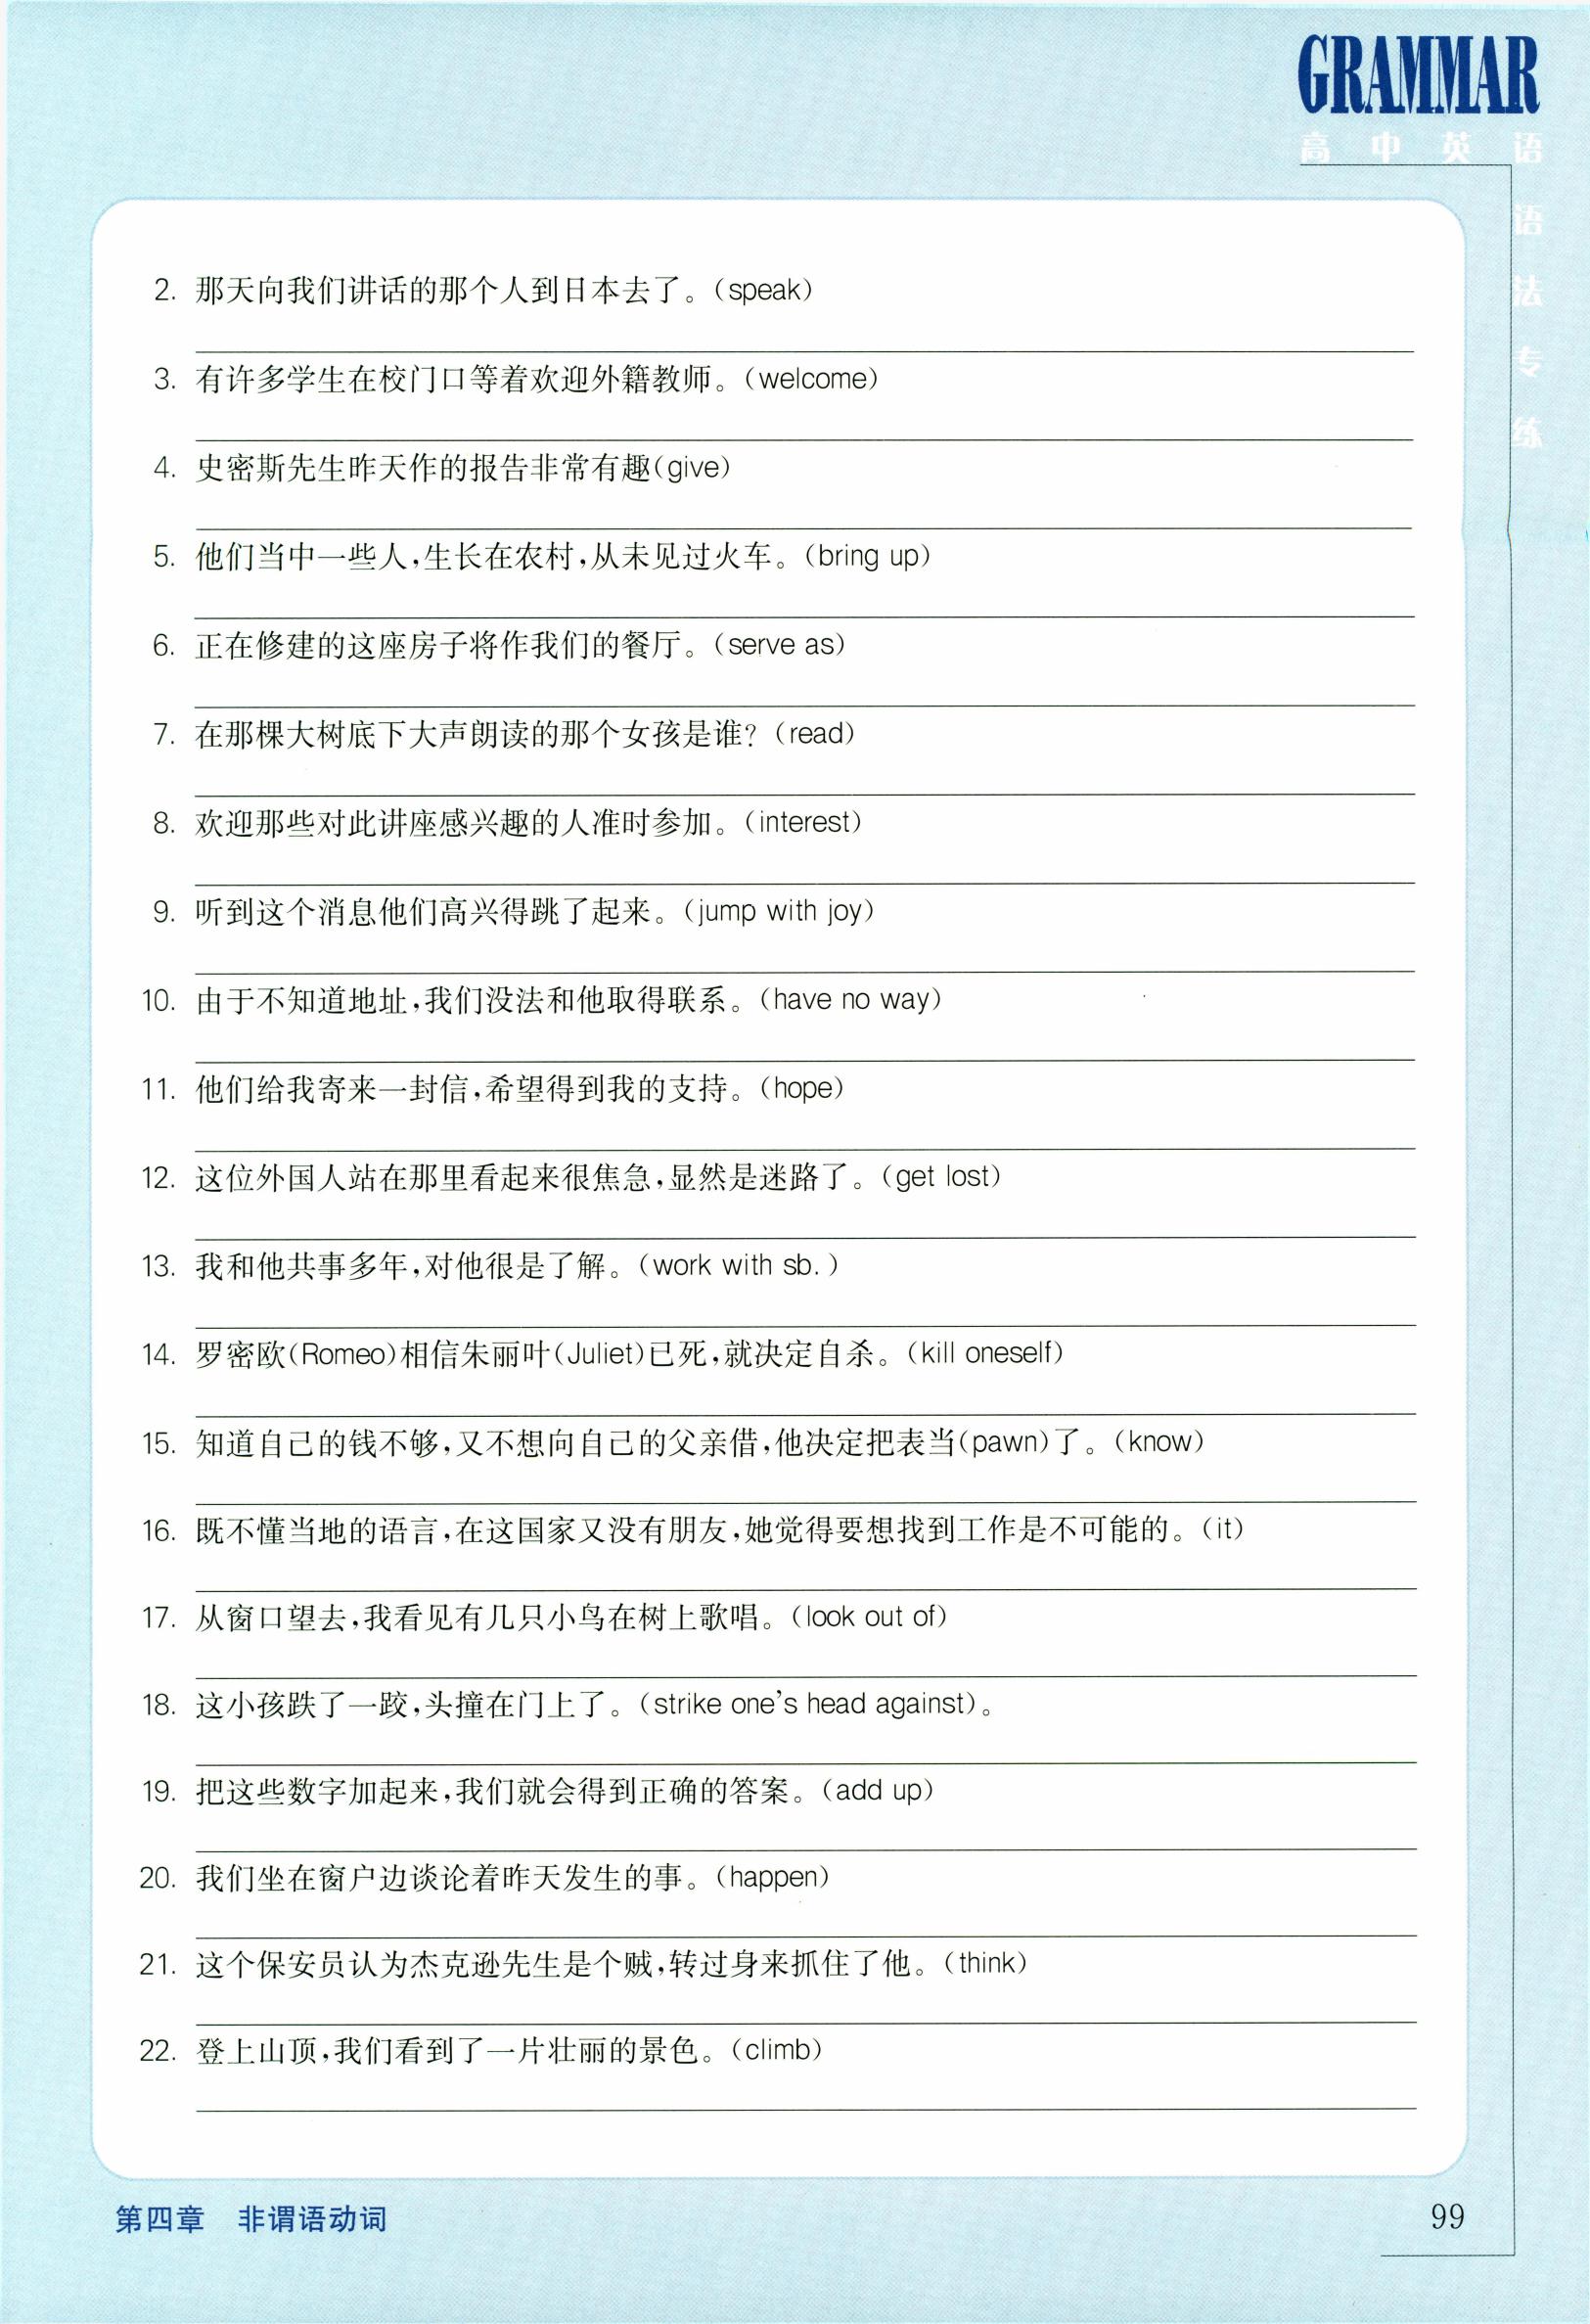 GRAMMAR
高中英语
语法专练
2. 那天向我们讲话的那个人到日本去了。(speak)
3. 有许多学生在校门口等着欢迎外籍教师。(welcome)
4. 史密斯先生昨天作的报告非常有趣(give)
5. 他们当中一些人,生长在农村,从未见过火车。(bring up)
6. 正在修建的这座房子将作我们的餐厅。(serve as)
7. 在那棵大树底下大声朗读的那个女孩是谁?(read)
8. 欢迎那些对此讲座感兴趣的人准时参加。(interest)
9. 听到这个消息他们高兴得跳了起来。(jump with joy)
10. 由于不知道地址,我们没法和他取得联系。(have no way)
11. 他们给我寄来一封信,希望得到我的支持。(hope)
12. 这位外国人站在那里看起来很焦急,显然是迷路了。(get lost)
13. 我和他共事多年,对他很是了解。(work with sb.)
14. 罗密欧(Romeo)相信朱丽叶(Juliet)已死,就决定自杀。(kill oneself)
15. 知道自己的钱不够,又不想向自己的父亲借,他决定把表当(pawn)了。(know)
16. 既不懂当地的语言,在这国家又没有朋友,她觉得要想找到工作是不可能的。(it)
17. 从窗口望去,我看见有几只小鸟在树上歌唱。(look out of)
18. 这小孩跌了一跤,头撞在门上了。(strike one's head against)。
19. 把这些数字加起来,我们就会得到正确的答案。(add up)
20. 我们坐在窗户边谈论着昨天发生的事。(happen)
21. 这个保安员认为杰克逊先生是个贼,转过身来抓住了他。(think)
22. 登上山顶,我们看到了一片壮丽的景色。(climb)
第四章 非谓语动词
99